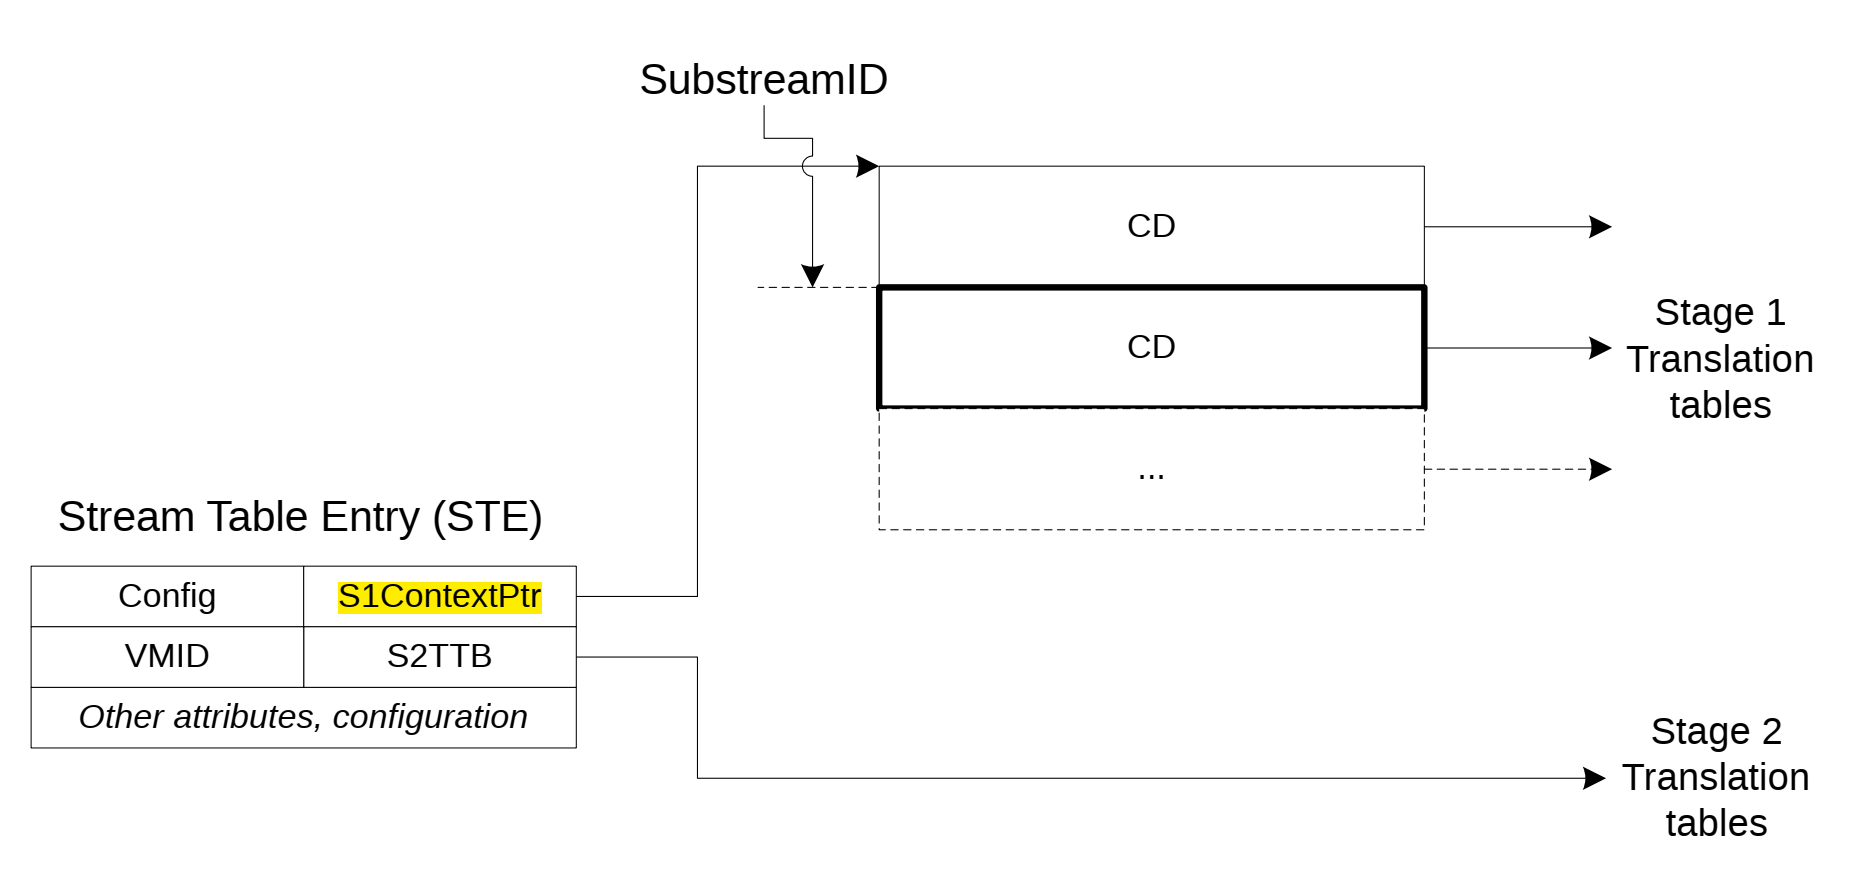 SubstreamID
CD
CD
...
Stage 1
Translation
tables
Stream Table Entry (STE)
Config S1ContextPtr
VMID S2TTB
Other attributes, configuration
Stage 2
Translation
tables